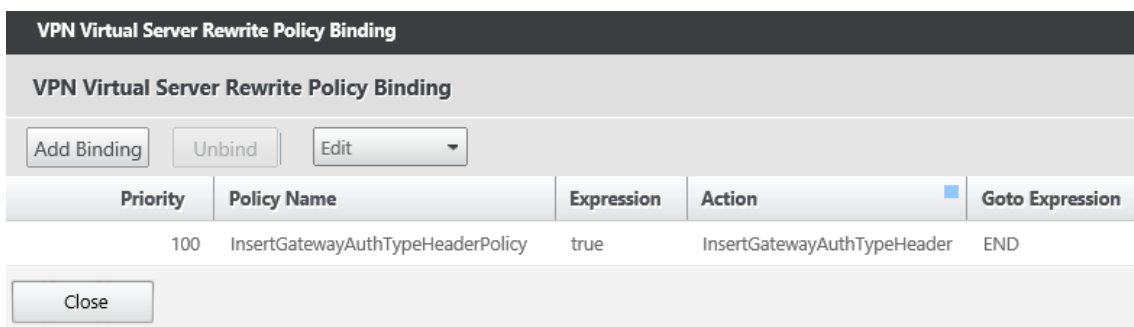 VPN Virtual Server Rewrite Policy Binding
VPN Virtual Server Rewrite Policy Binding
Add Binding Unbind Edit
Priority Policy Name Expression Action Goto Expression
100 InsertGatewayAuthTypeHeaderPolicy true InsertGatewayAuthTypeHeader END
Close